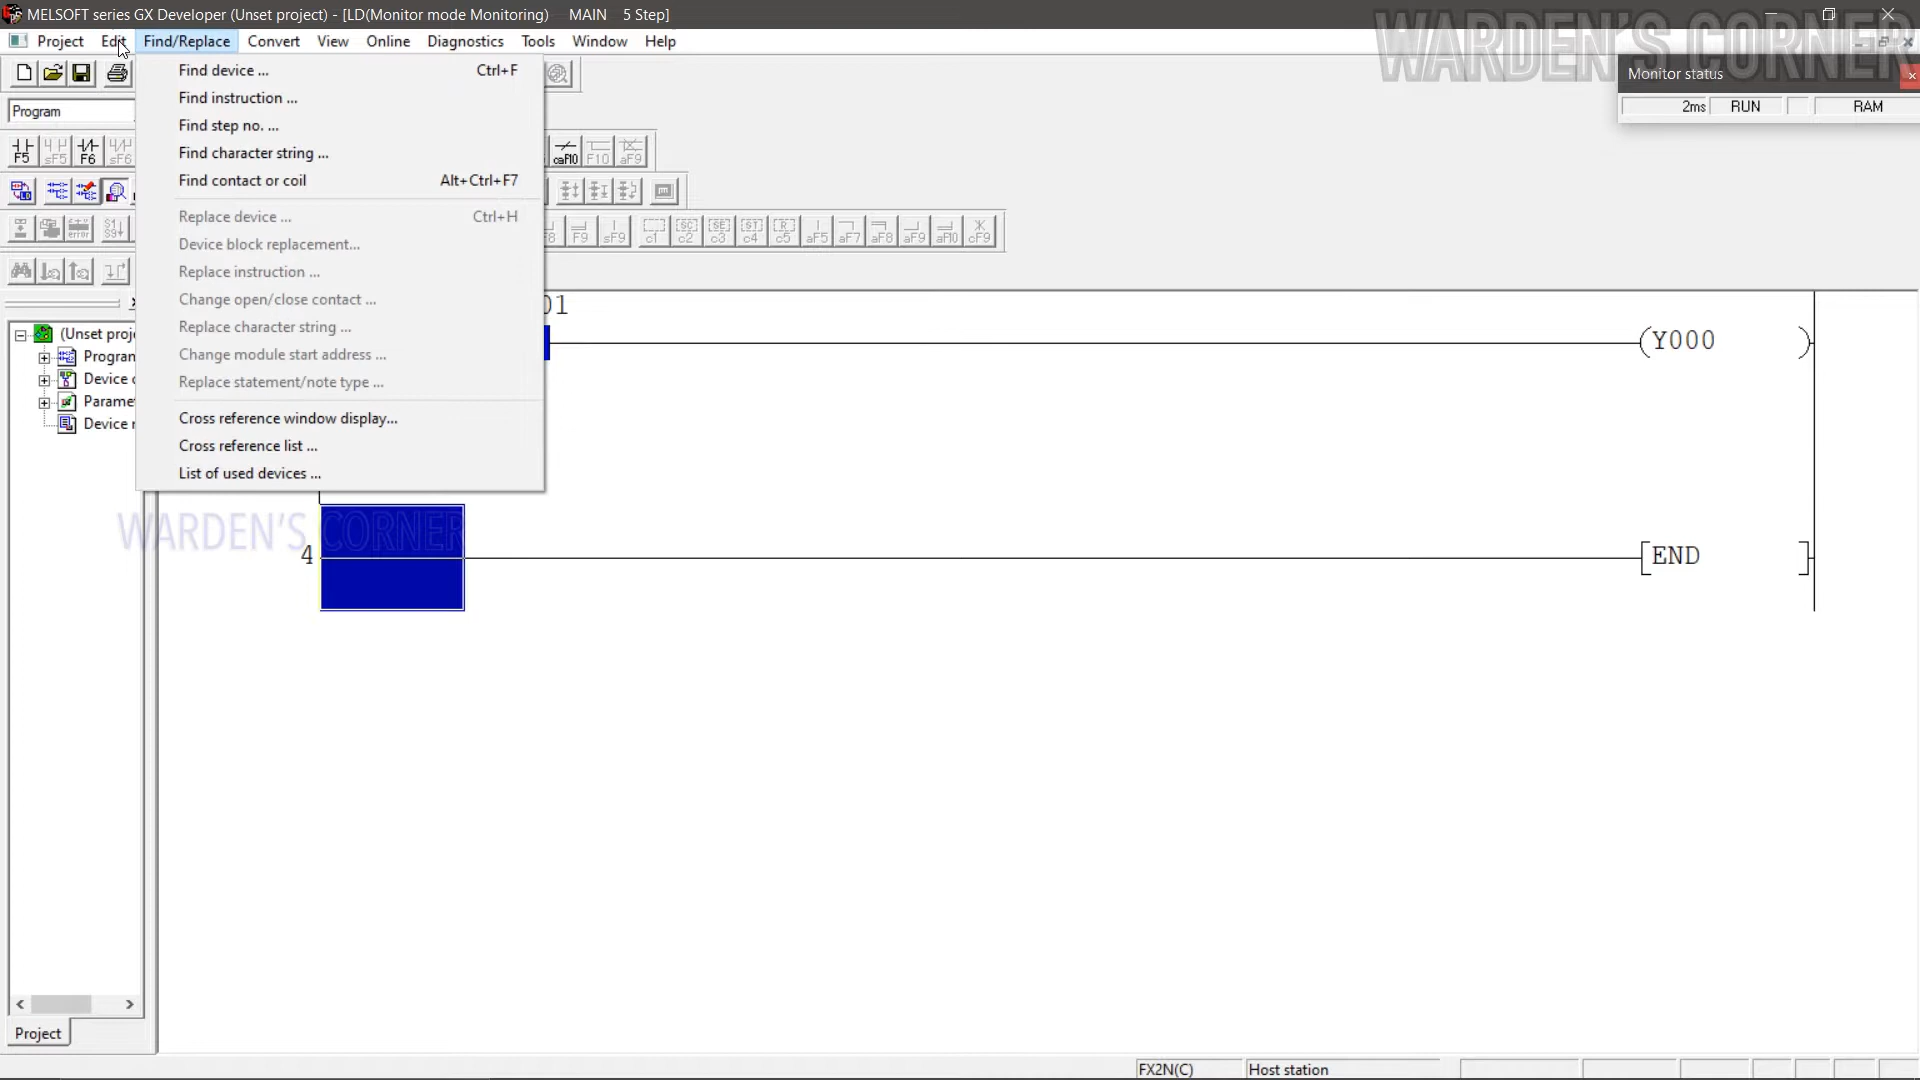 MELSOFT series GX Developer (Unset project) - [LD(Monitor mode Monitoring) MAIN 5 Step]
WARDEN'S CORNER
Project Edit Find/Replace Convert View Online Diagnostics Tools Window Help
Find device ... Ctrl+F
Monitor status
Find instruction ...
2ms RUN RAM
Program
Find step no. ...
Find character string ...
F5 sF5 F6 sF6 caF10 F10 aF9
Find contact or coil Alt+Ctrl+F7
Replace device ... Ctrl+H
error F9 sF9 c1 c2 c3 c4 c5 aF5 aF7 aF8 aF9 aF10 cF9
Device block replacement...
Replace instruction ...
Change open/close contact ...
01
Replace character string ...
(Unset proj
Y000
Change module start address ...
Program
Replace statement/note type ...
Device
Parame
Cross reference window display...
Device
Cross reference list ...
List of used devices ...
WARDEN'S CORNER
4
END
Project
FX2N(C) Host station